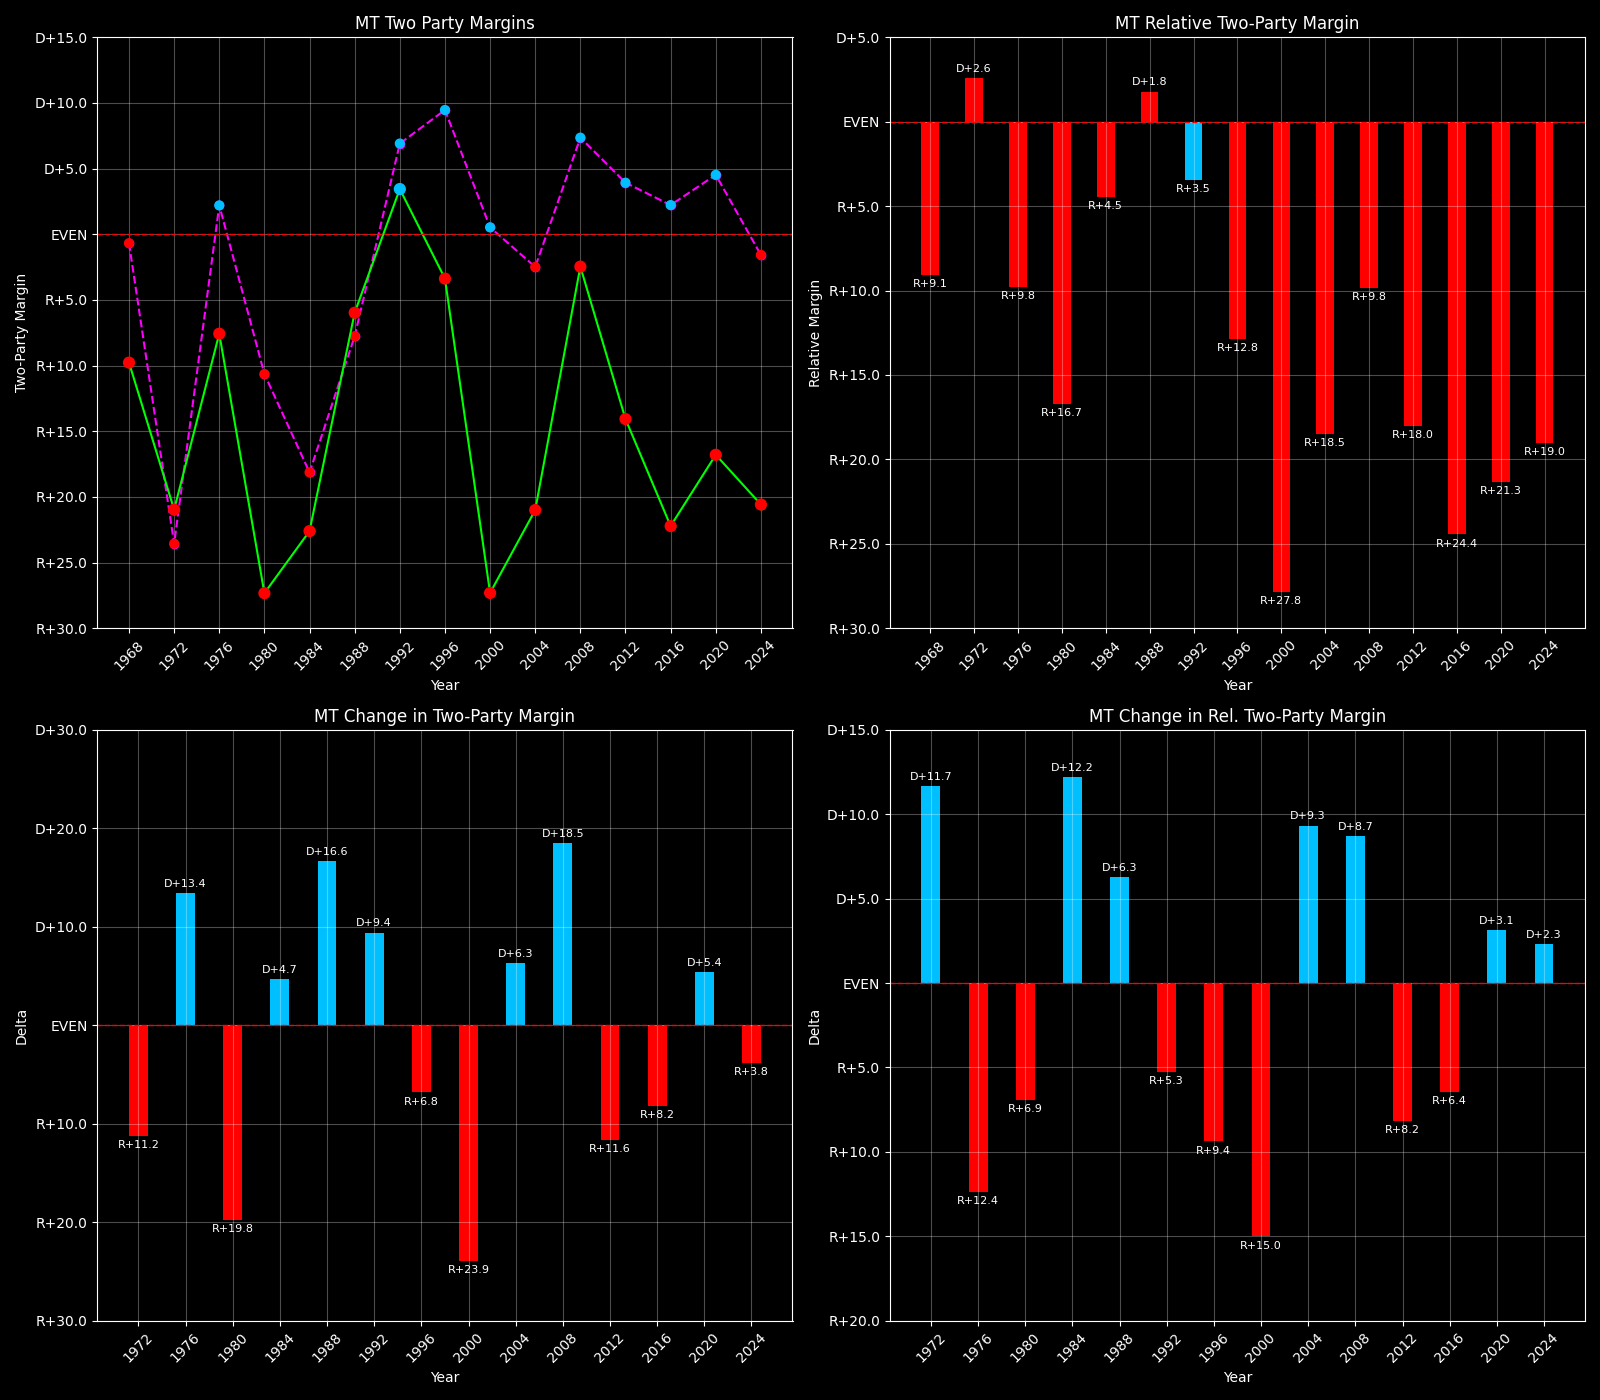 MT Two Party Margins
D+15.0
D+10.0
D+5.0
EVEN
R+5.0
R+10.0
R+15.0
R+20.0
R+25.0
R+30.0
Two-Party Margin
1968 1972 1976 1980 1984 1988 1992 1996 2000 2004 2008 2012 2016 2020 2024
Year
MT Relative Two-Party Margin
D+5.0
EVEN
R+5.0
R+10.0
R+15.0
R+20.0
R+25.0
R+30.0
Relative Margin
R+9.1
D+2.6
R+9.8
R+16.7
R+4.5
D+1.8
R+3.5
R+12.8
R+27.8
R+18.5
R+9.8
R+18.0
R+24.4
R+21.3
R+19.0
1968 1972 1976 1980 1984 1988 1992 1996 2000 2004 2008 2012 2016 2020 2024
Year
MT Change in Two-Party Margin
D+30.0
D+20.0
D+10.0
EVEN
R+10.0
R+20.0
R+30.0
Delta
R+11.2
D+13.4
R+19.8
D+4.7
D+16.6
D+9.4
R+6.8
R+23.9
D+6.3
D+18.5
R+11.6
R+8.2
D+5.4
R+3.8
1972 1976 1980 1984 1988 1992 1996 2000 2004 2008 2012 2016 2020 2024
Year
MT Change in Rel. Two-Party Margin
D+15.0
D+10.0
D+5.0
EVEN
R+5.0
R+10.0
R+15.0
R+20.0
Delta
D+11.7
R+12.4
R+6.9
D+12.2
D+6.3
R+5.3
R+9.4
R+15.0
D+9.3
D+8.7
R+8.2
R+6.4
D+3.1
D+2.3
1972 1976 1980 1984 1988 1992 1996 2000 2004 2008 2012 2016 2020 2024
Year